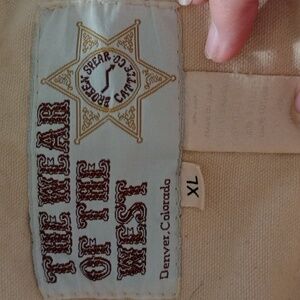 BROKEN SPEAR CATTLE CO
THE WEAR
OF THE
WEST
Denver, Colorado
XL